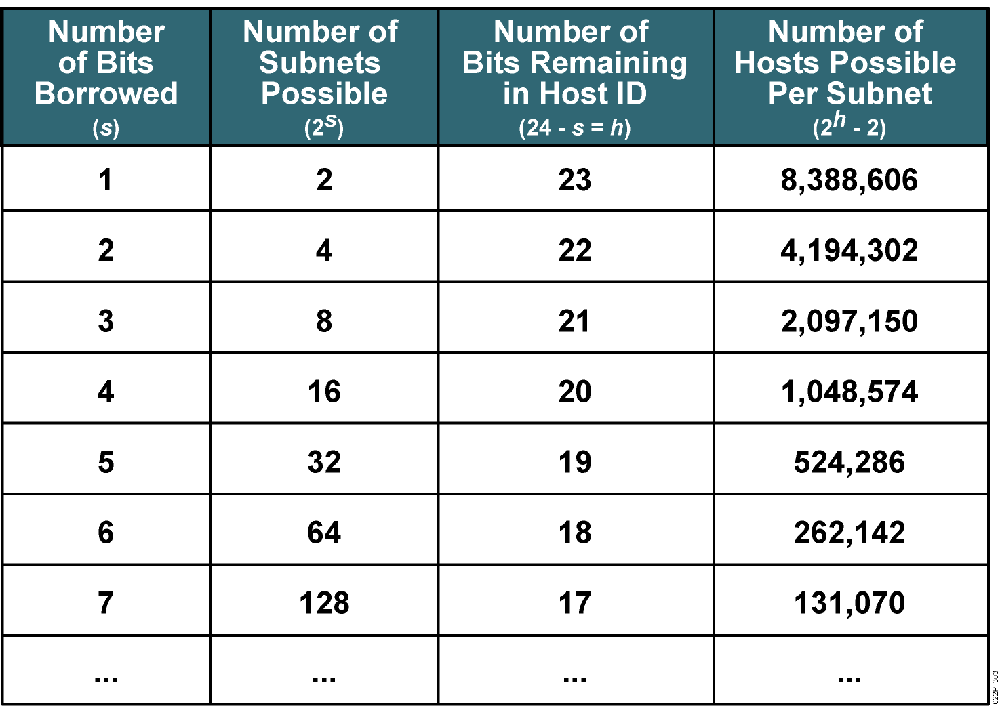 Number of Bits Borrowed (s) | Number of Subnets Possible (2^s) | Number of Bits Remaining in Host ID (24 - s = h) | Number of Hosts Possible Per Subnet (2^h - 2)
1 | 2 | 23 | 8,388,606
2 | 4 | 22 | 4,194,302
3 | 8 | 21 | 2,097,150
4 | 16 | 20 | 1,048,574
5 | 32 | 19 | 524,286
6 | 64 | 18 | 262,142
7 | 128 | 17 | 131,070
... | ... | ... | ...
022P_303